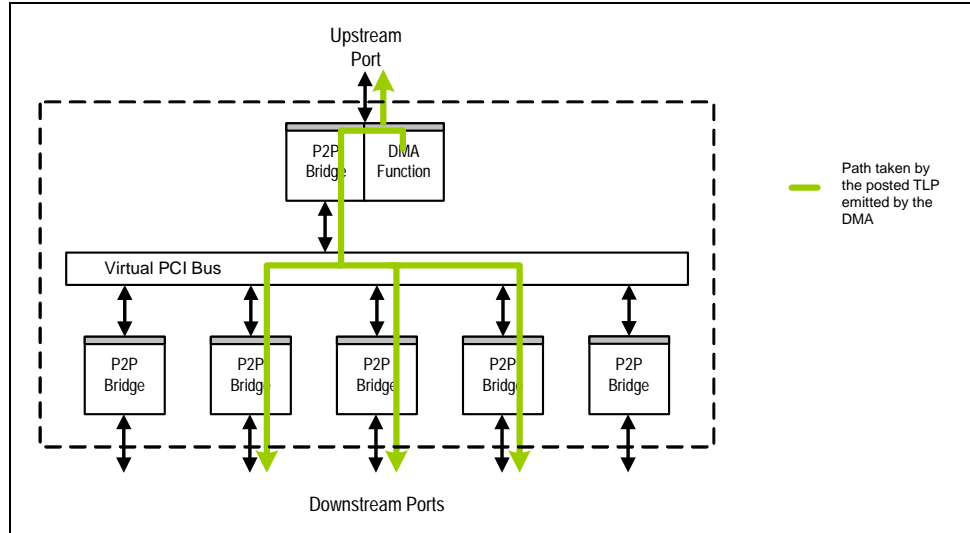 Upstream
Port
P2P
Bridge
DMA
Function
Path taken by
the posted TLP
emitted by the
DMA
Virtual PCI Bus
P2P
Bridge
P2P
Bridge
P2P
Bridge
P2P
Bridge
P2P
Bridge
Downstream Ports